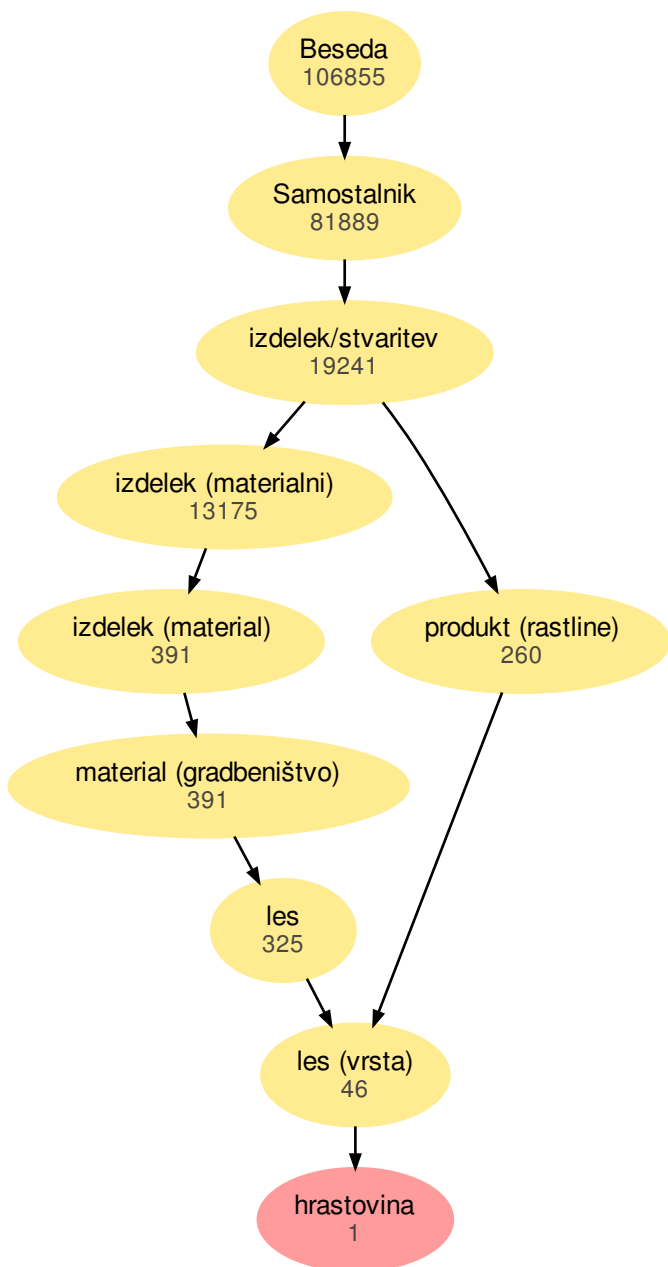 Beseda
106855
Samostalnik
81889
izdelek/stvaritev
19241
izdelek (materialni)
13175
izdelek (material)
391
produkt (rastline)
260
material (gradbeništvo)
391
les
325
les (vrsta)
46
hrastovina
1